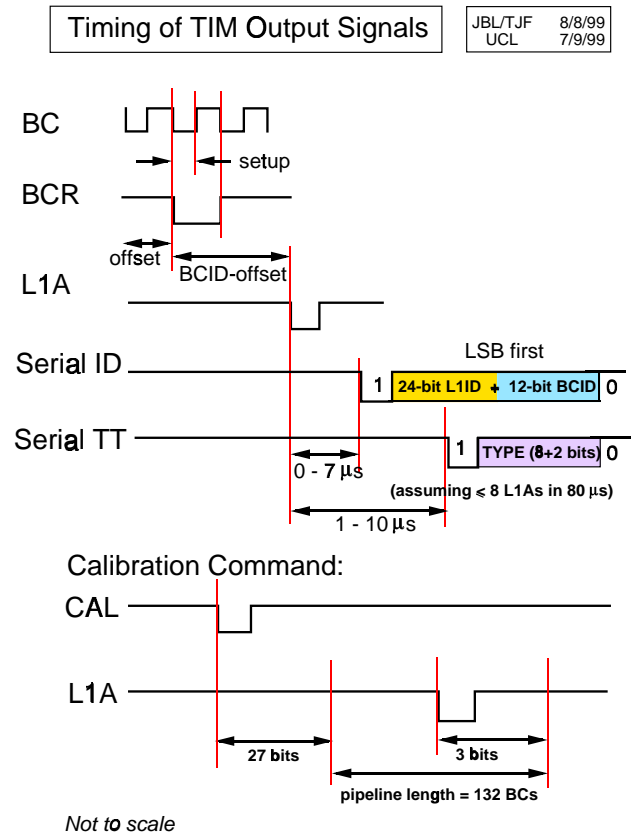 Timing of TIM Output Signals
JBL/TJF 8/8/99
UCL 7/9/99
BC
setup
BCR
offset
BCID-offset
L1A
LSB first
Serial ID
1 24-bit L1ID + 12-bit BCID 0
Serial TT
1 TYPE (8+2 bits) 0
0 - 7 µs
(assuming ⩽ 8 L1As in 80 µs)
1 - 10 µs
Calibration Command:
CAL
L1A
27 bits
3 bits
pipeline length = 132 BCs
Not to scale